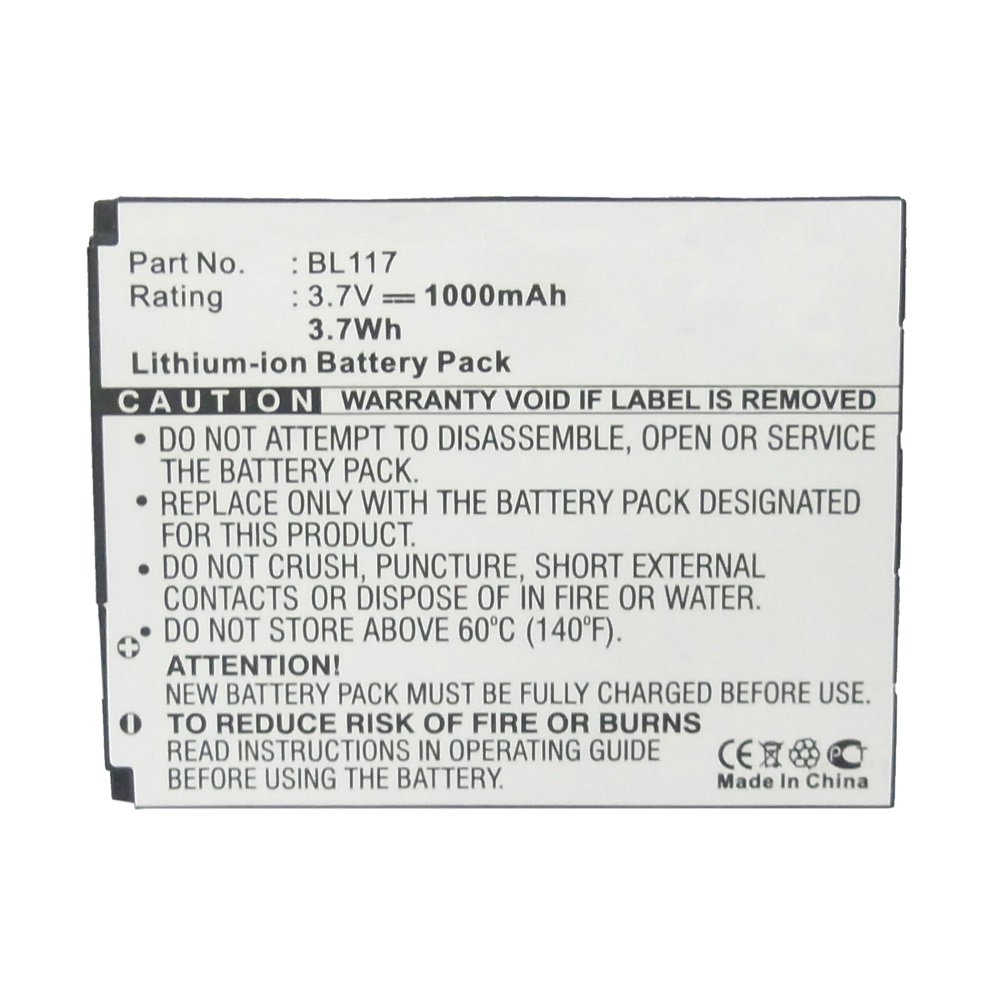 Part No. : BL117
Rating : 3.7V 1000mAh
3.7Wh
Lithium-ion Battery Pack
CAUTION WARRANTY VOID IF LABEL IS REMOVED
• DO NOT ATTEMPT TO DISASSEMBLE, OPEN OR SERVICE
THE BATTERY PACK.
• REPLACE ONLY WITH THE BATTERY PACK DESIGNATED
FOR THIS PRODUCT.
• DO NOT CRUSH, PUNCTURE, SHORT EXTERNAL
CONTACTS OR DISPOSE OF IN FIRE OR WATER.
• DO NOT STORE ABOVE 60°C (140°F).
ATTENTION!
NEW BATTERY PACK MUST BE FULLY CHARGED BEFORE USE.
TO REDUCE RISK OF FIRE OR BURNS
READ INSTRUCTIONS IN OPERATING GUIDE
BEFORE USING THE BATTERY.
CE
Made In China